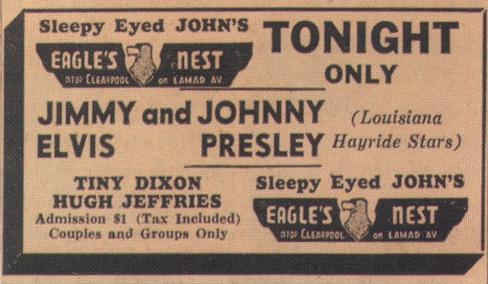 Sleepy Eyed JOHN'S
EAGLE'S NEST
ATOP CLEARPOOL on LAMAR AV.
TONIGHT
ONLY
JIMMY and JOHNNY
ELVIS PRESLEY
(Louisiana
Hayride Stars)
TINY DIXON
HUGH JEFFRIES
Admission $1 (Tax Included)
Couples and Groups Only
Sleepy Eyed JOHN'S
EAGLE'S NEST
ATOP CLEARPOOL on LAMAR AV.